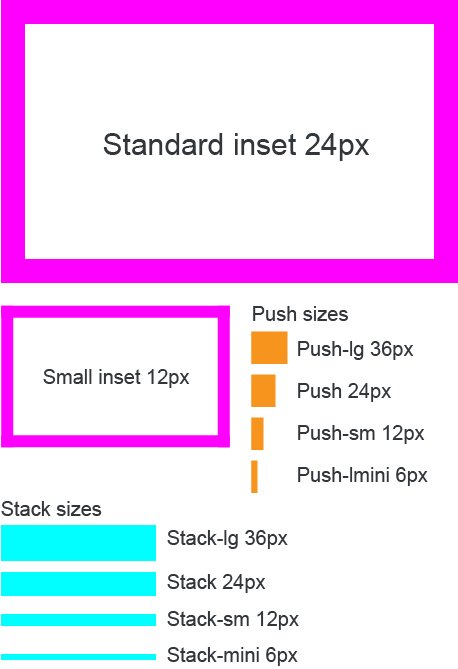 Standard inset 24px
Small inset 12px
Push sizes
Push-lg 36px
Push 24px
Push-sm 12px
Push-lmini 6px
Stack sizes
Stack-lg 36px
Stack 24px
Stack-sm 12px
Stack-mini 6px